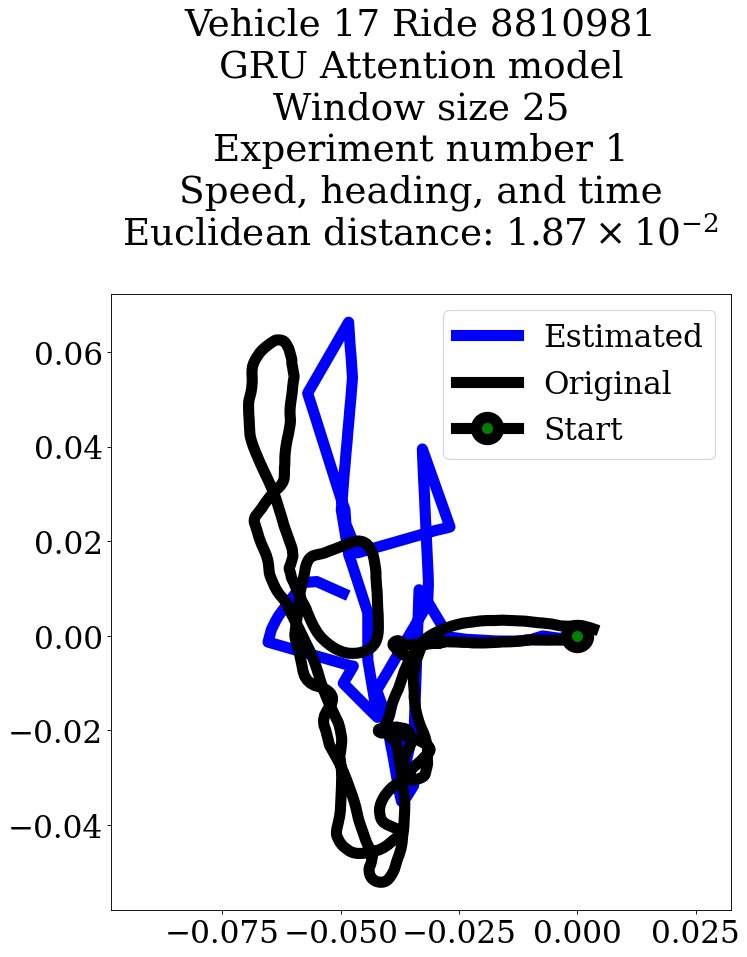 Vehicle 17 Ride 8810981
GRU Attention model
Window size 25
Experiment number 1
Speed, heading, and time
Euclidean distance: 1.87 × 10⁻²
Estimated
Original
Start
0.06
0.04
0.02
0.00
−0.02
−0.04
−0.075 −0.050 −0.025 0.000 0.025